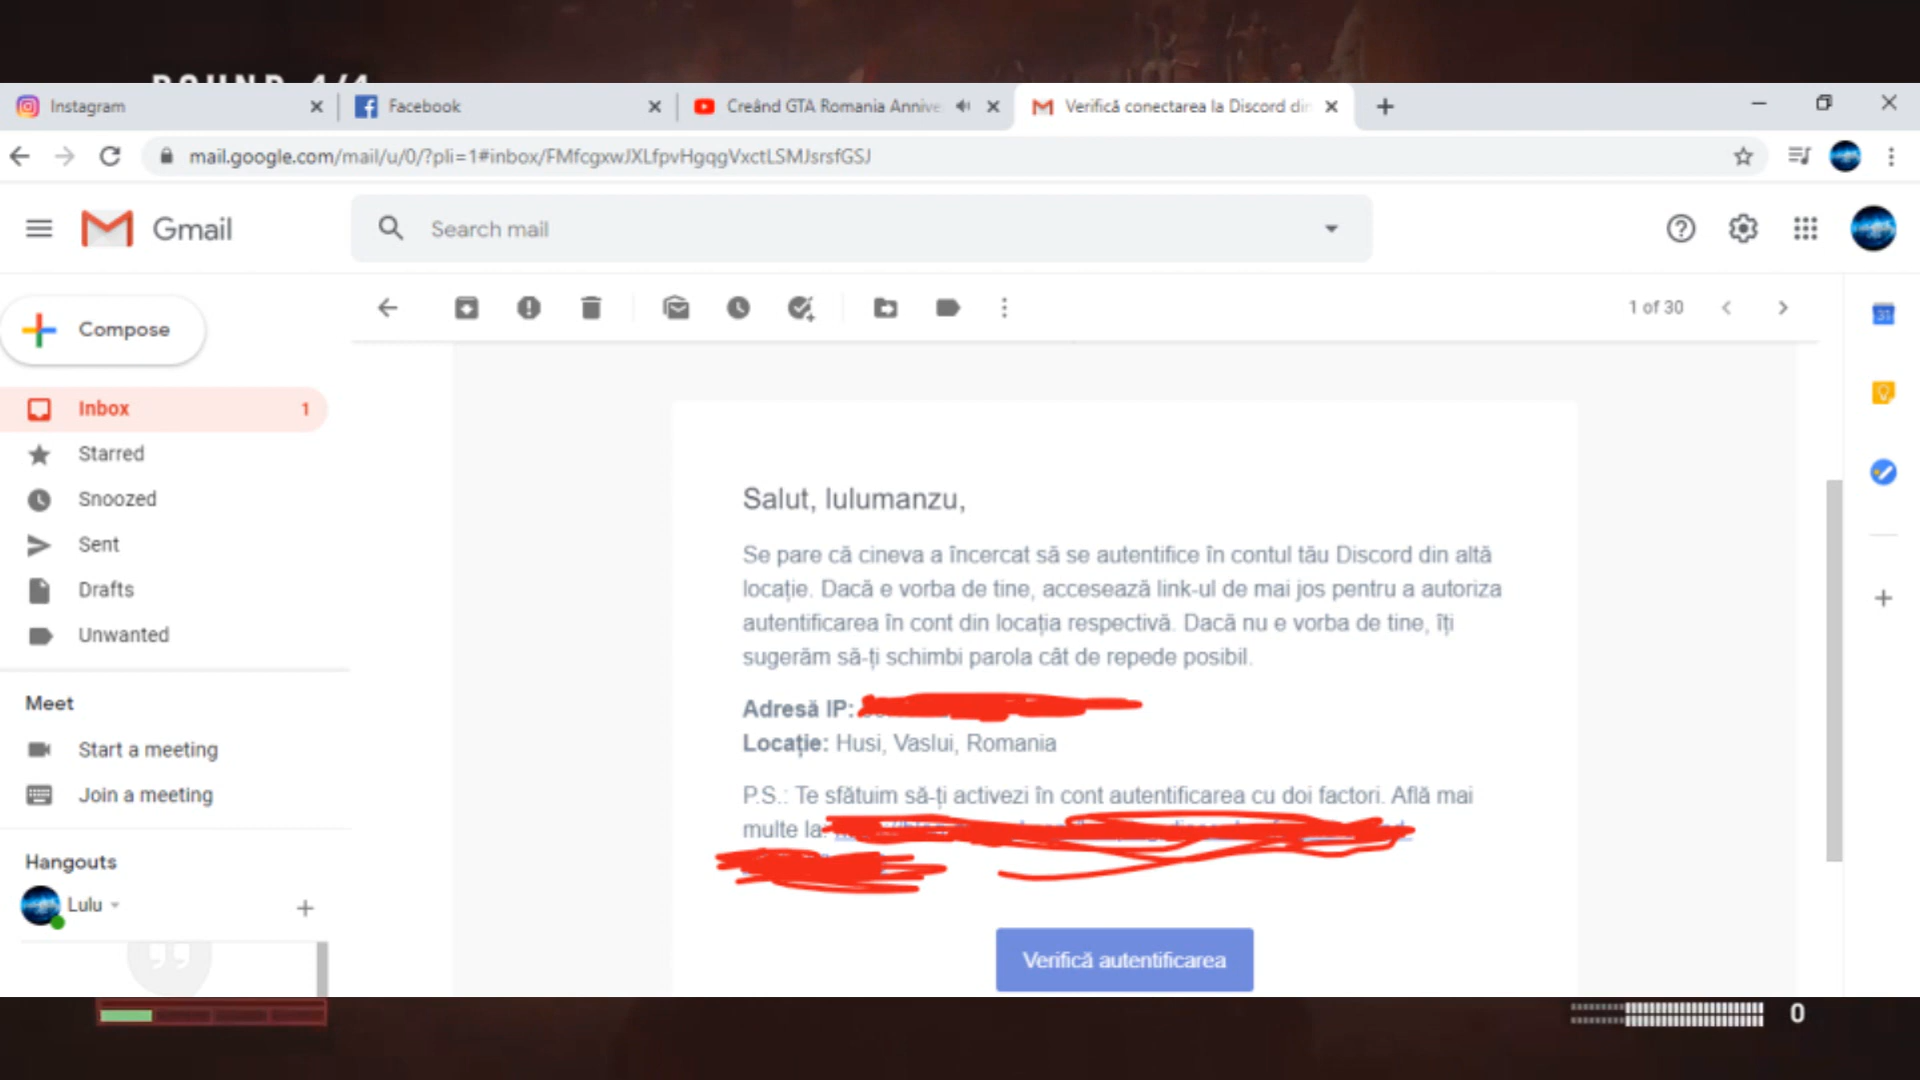 ROUND 4/4
Instagram
Facebook
Creând GTA Romania Annive
Verifică conectarea la Discord din
mail.google.com/mail/u/0/?pli=1#inbox/FMfcgxwJXLfpvHgqgVxctLSMJsrsfGSJ
Gmail
Search mail
Compose
1 of 30
31
Inbox 1
Starred
Snoozed
Sent
Drafts
Unwanted
Meet
Start a meeting
Join a meeting
Hangouts
Lulu
Salut, lulumanzu,
Se pare că cineva a încercat să se autentifice în contul tău Discord din altă
locație. Dacă e vorba de tine, accesează link-ul de mai jos pentru a autoriza
autentificarea în cont din locația respectivă. Dacă nu e vorba de tine, îți
sugerăm să-ți schimbi parola cât de repede posibil.
Adresă IP:
Locație: Husi, Vaslui, Romania
P.S.: Te sfătuim să-ți activezi în cont autentificarea cu doi factori. Află mai
multe la:
Verifică autentificarea
0